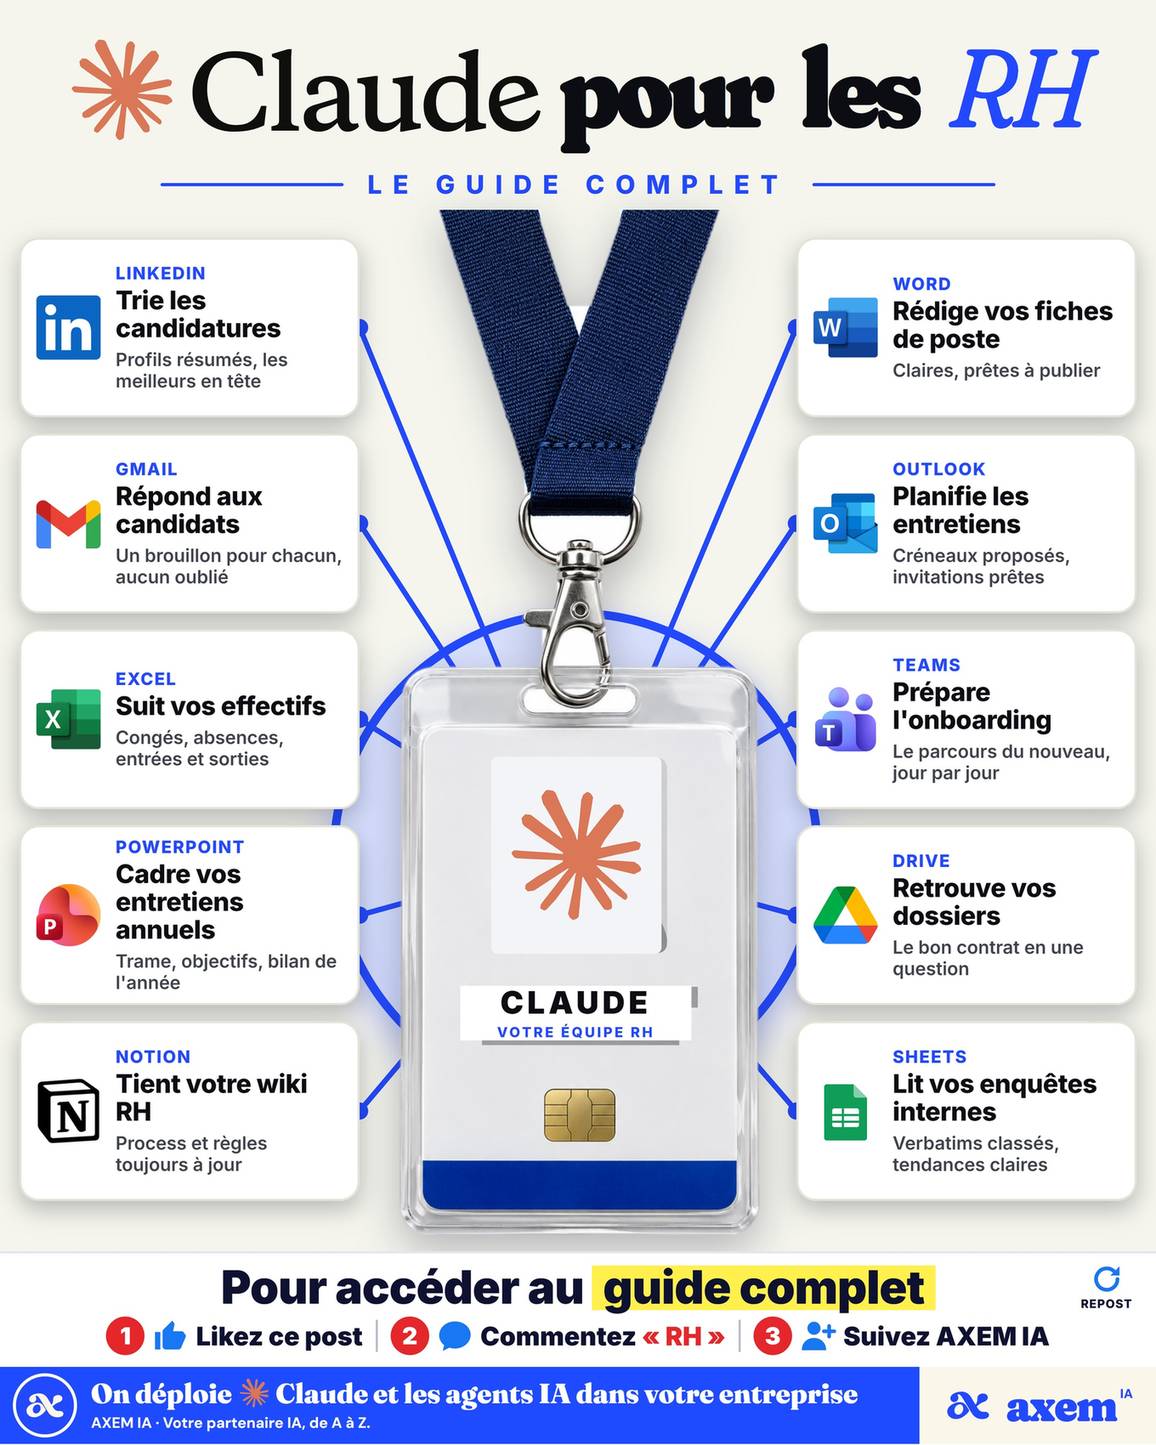 Claude pour les RH
LE GUIDE COMPLET
LINKEDIN
Trie les
candidatures
Profils résumés, les
meilleurs en tête
in
GMAIL
Répond aux
candidats
Un brouillon pour chacun,
aucun oublié
EXCEL
Suit vos effectifs
Congés, absences,
entrées et sorties
X
POWERPOINT
Cadre vos
entretiens
annuels
Trame, objectifs, bilan de
l'année
P
NOTION
Tient votre wiki
RH
Process et règles
toujours à jour
N
CLAUDE
VOTRE ÉQUIPE RH
WORD
Rédige vos fiches
de poste
Claires, prêtes à publier
W
OUTLOOK
Planifie les
entretiens
Créneaux proposés,
invitations prêtes
O
TEAMS
Prépare
l'onboarding
Le parcours du nouveau,
jour par jour
T
DRIVE
Retrouve vos
dossiers
Le bon contrat en une
question
SHEETS
Lit vos enquêtes
internes
Verbatims classés,
tendances claires
Pour accéder au guide complet
REPOST
1 Likez ce post 2 Commentez « RH » 3 Suivez AXEM IA
On déploie Claude et les agents IA dans votre entreprise
AXEM IA · Votre partenaire IA, de A à Z.
axem IA